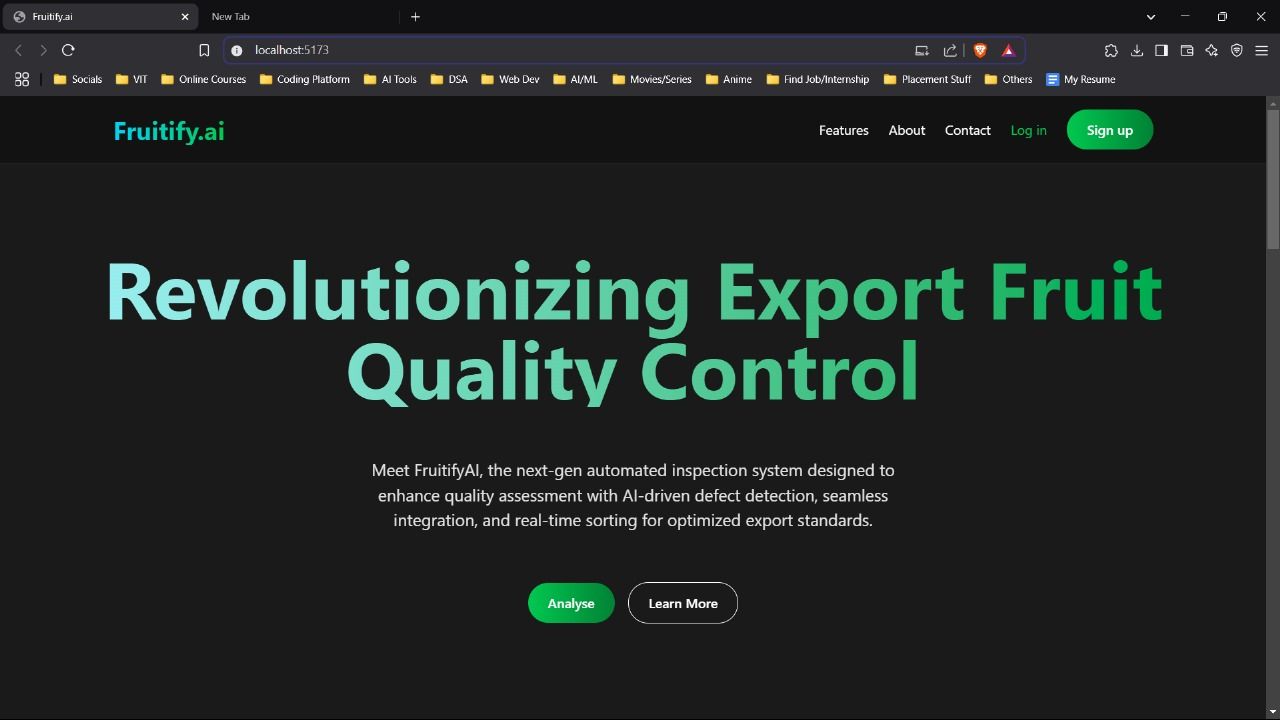 Fruitify.ai
New Tab
localhost:5173
Socials VIT Online Courses Coding Platform AI Tools DSA Web Dev AI/ML Movies/Series Anime Find Job/Internship Placement Stuff Others My Resume
Fruitify.ai
Features About Contact Log in Sign up
Revolutionizing Export Fruit
Quality Control
Meet FruitifyAI, the next-gen automated inspection system designed to
enhance quality assessment with AI-driven defect detection, seamless
integration, and real-time sorting for optimized export standards.
Analyse Learn More